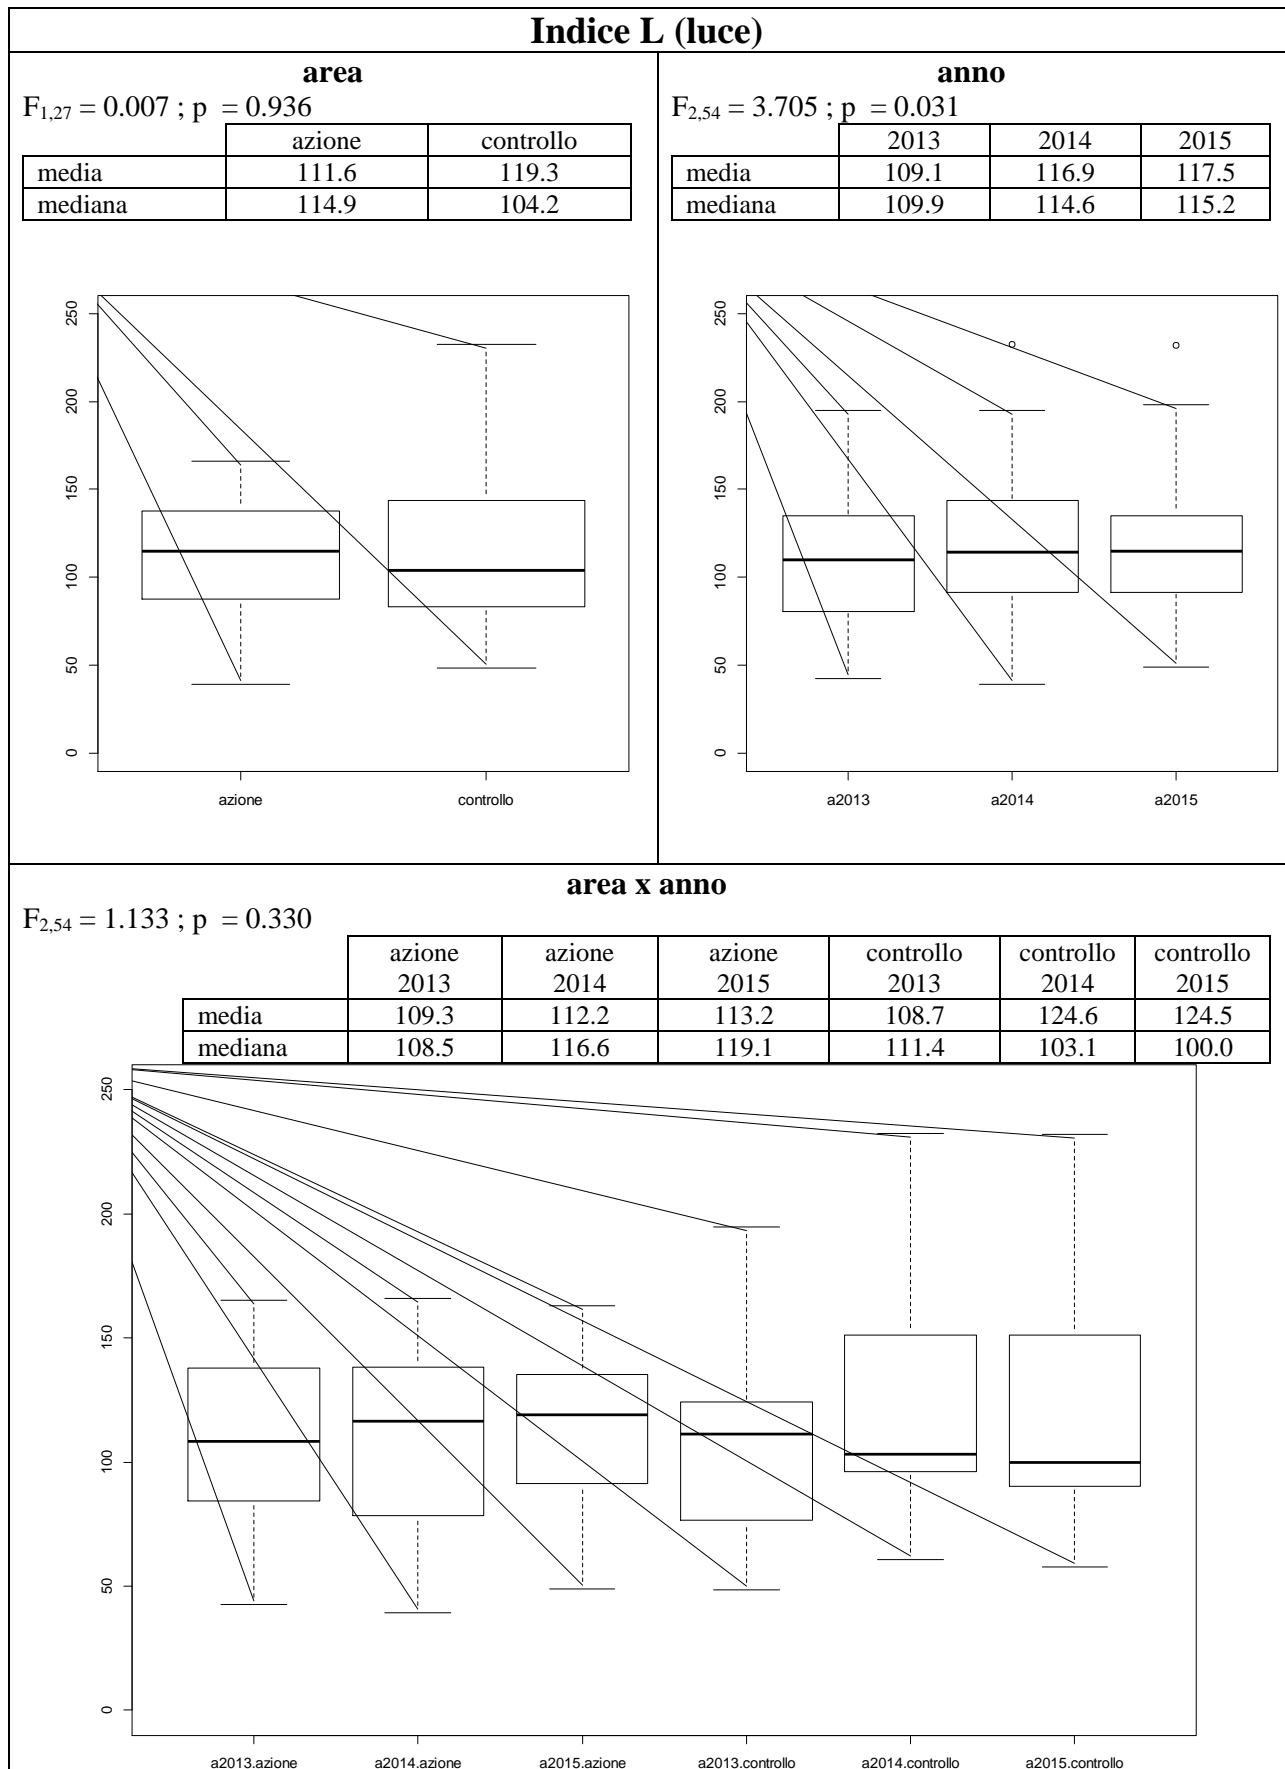 Indice L (luce)
area
F1,27 = 0.007 ; p = 0.936
azione controllo
media 111.6 119.3
mediana 114.9 104.2
250
200
150
100
50
0
azione controllo
anno
F2,54 = 3.705 ; p = 0.031
2013 2014 2015
media 109.1 116.9 117.5
mediana 109.9 114.6 115.2
250
200
150
100
50
0
a2013 a2014 a2015
area x anno
F2,54 = 1.133 ; p = 0.330
azione azione azione controllo controllo controllo
2013 2014 2015 2013 2014 2015
media 109.3 112.2 113.2 108.7 124.6 124.5
mediana 108.5 116.6 119.1 111.4 103.1 100.0
250
200
150
100
50
0
a2013.azione a2014.azione a2015.azione a2013.controllo a2014.controllo a2015.controllo